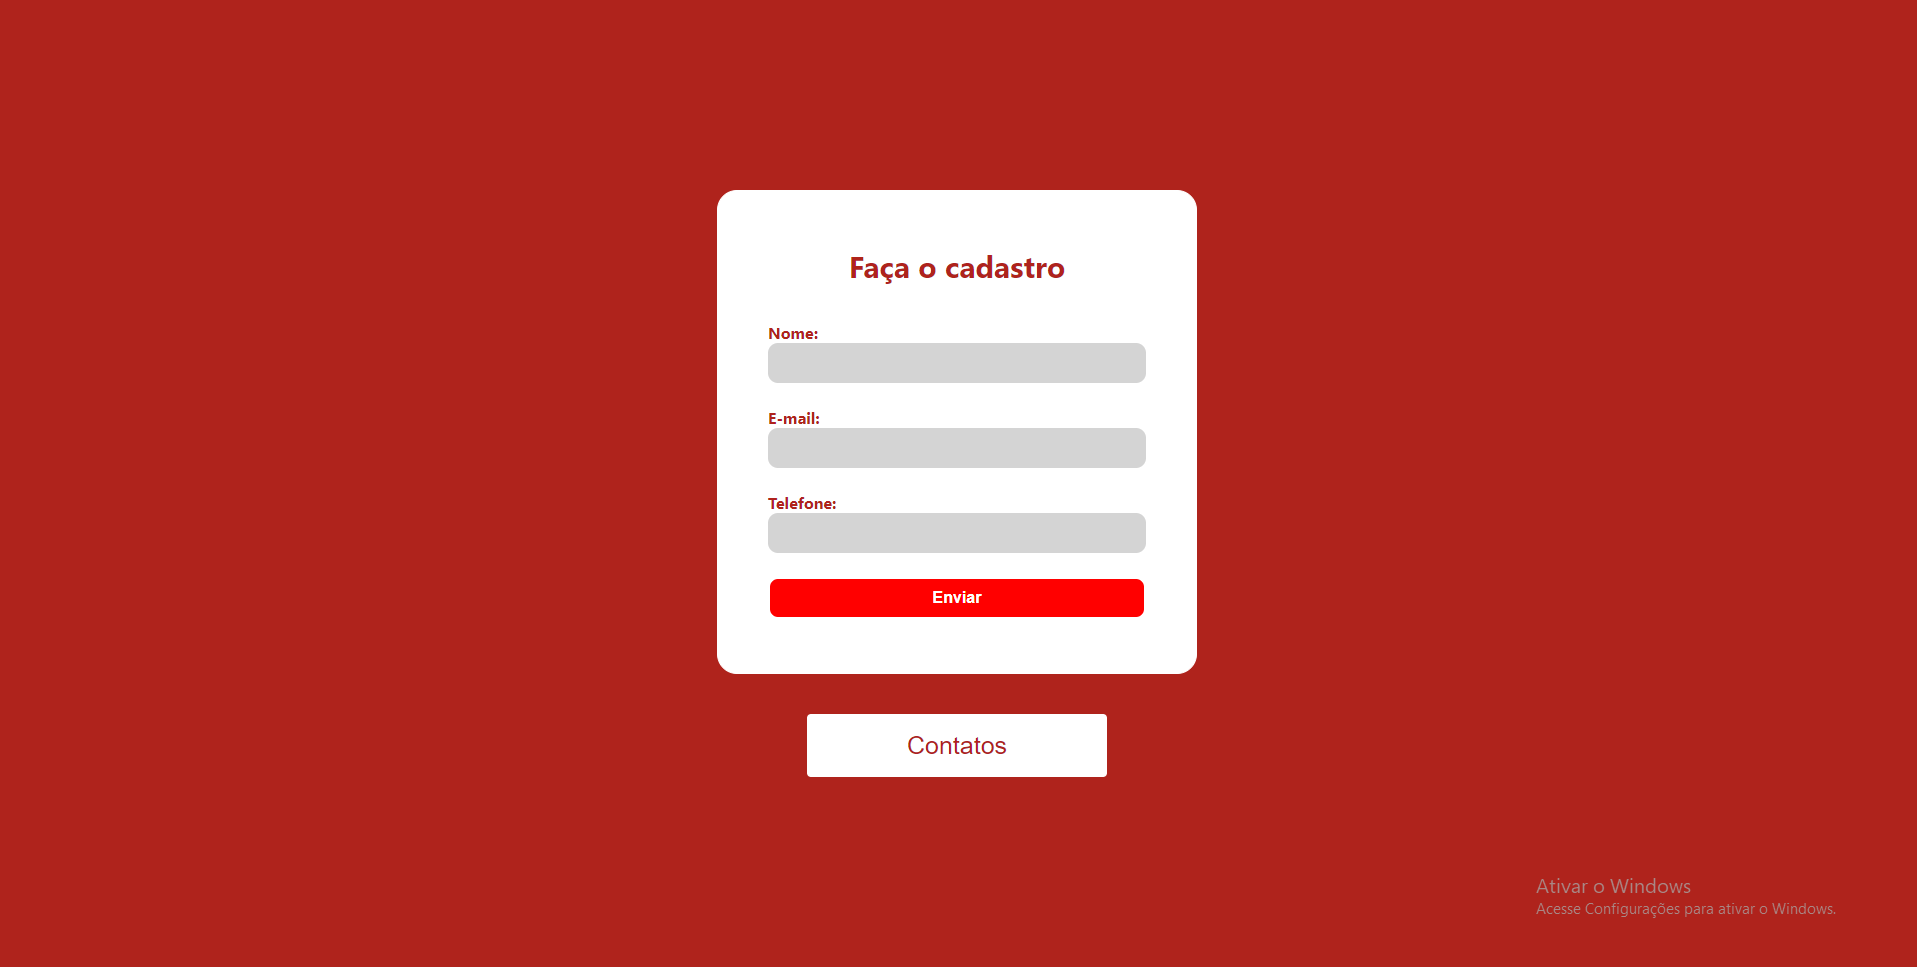 Faça o cadastro
Nome:
E-mail:
Telefone:
Enviar
Contatos
Ativar o Windows
Acesse Configurações para ativar o Windows.